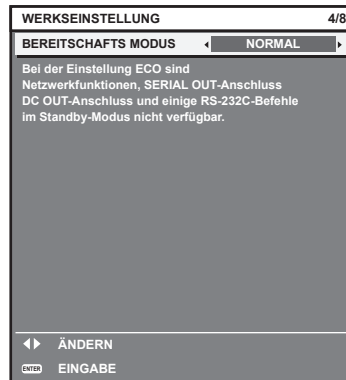 WERKSEINSTELLUNG 4/8
BEREITSCHAFTS MODUS NORMAL
Bei der Einstellung ECO sind
Netzwerkfunktionen, SERIAL OUT-Anschluss
DC OUT-Anschluss und einige RS-232C-Befehle
im Standby-Modus nicht verfügbar.
ÄNDERN
ENTER EINGABE